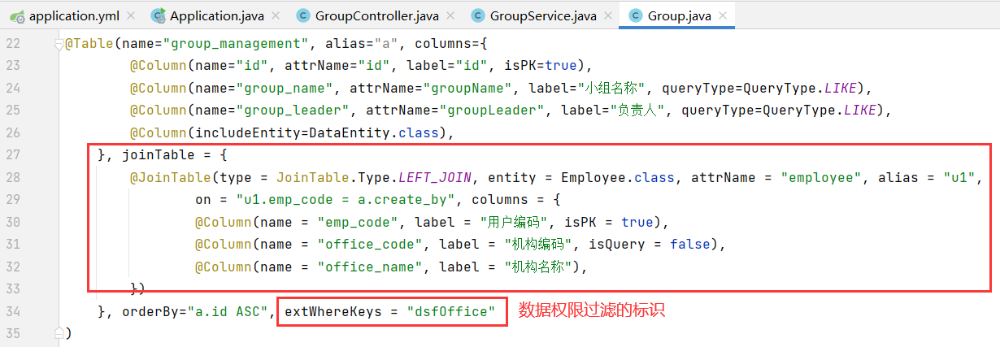 application.yml Application.java GroupController.java GroupService.java Group.java
22 @Table(name="group_management", alias="a", columns={
23 @Column(name="id", attrName="id", label="id", isPK=true),
24 @Column(name="group_name", attrName="groupName", label="小组名称", queryType=QueryType.LIKE),
25 @Column(name="group_leader", attrName="groupLeader", label="负责人", queryType=QueryType.LIKE),
26 @Column(includeEntity=DataEntity.class),
27 }, joinTable = {
28 @JoinTable(type = JoinTable.Type.LEFT_JOIN, entity = Employee.class, attrName = "employee", alias = "u1",
29 on = "u1.emp_code = a.create_by", columns = {
30 @Column(name = "emp_code", label = "用户编码", isPK = true),
31 @Column(name = "office_code", label = "机构编码", isQuery = false),
32 @Column(name = "office_name", label = "机构名称"),
33 })
34 }, orderBy="a.id ASC", extWhereKeys = "dsfOffice" 数据权限过滤的标识
35 )